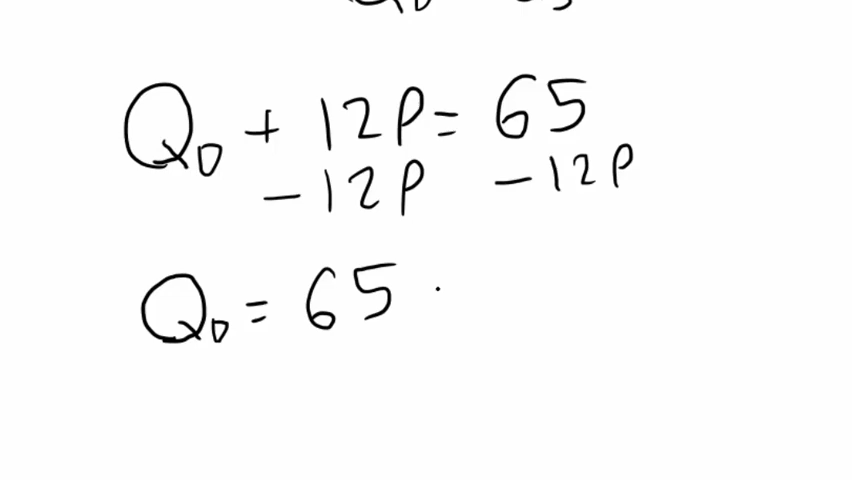 Q_D + 12P = 65
-12P -12P
Q_D = 65